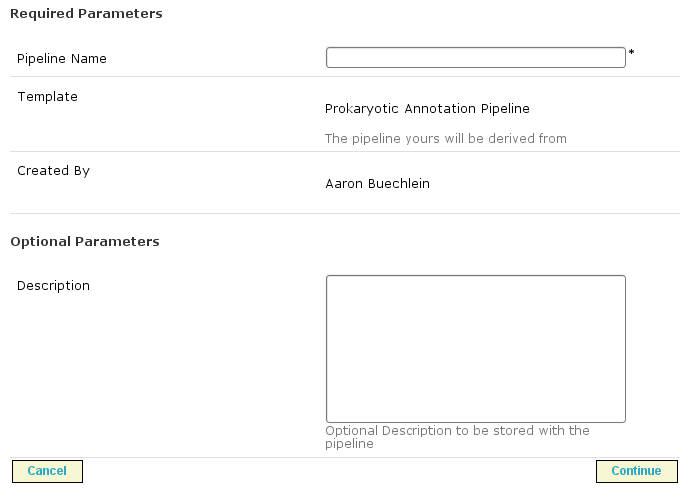 Required Parameters
Pipeline Name *
Template
Prokaryotic Annotation Pipeline
The pipeline yours will be derived from
Created By
Aaron Buechlein
Optional Parameters
Description
Optional Description to be stored with the
pipeline
Cancel Continue